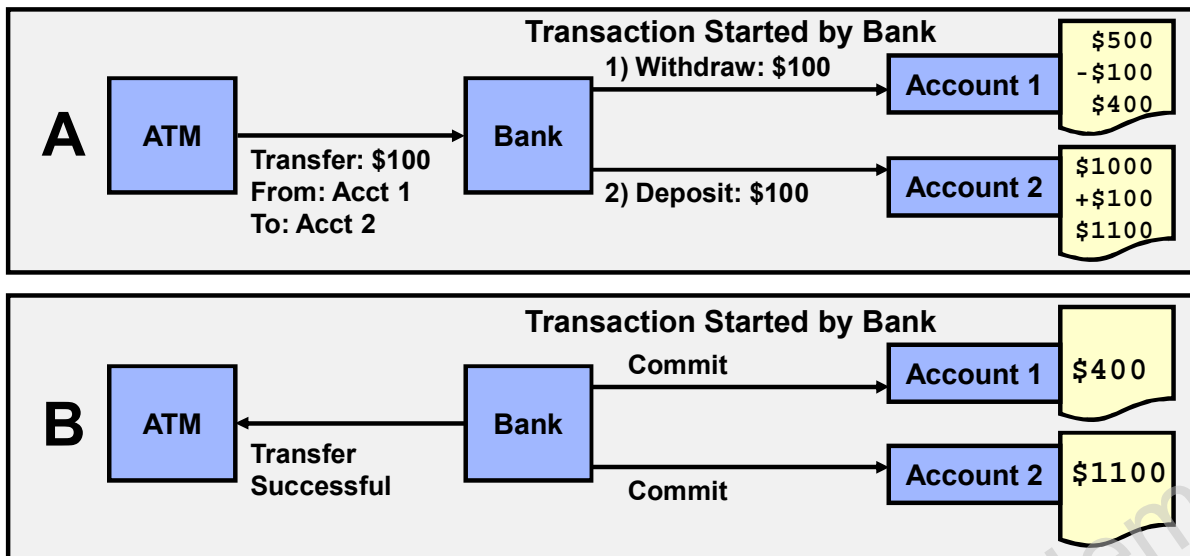 Transaction Started by Bank
A
ATM
Transfer: $100
From: Acct 1
To: Acct 2
Bank
1) Withdraw: $100
2) Deposit: $100
Account 1
$500
-$100
$400
Account 2
$1000
+$100
$1100
Transaction Started by Bank
B
ATM
Transfer
Successful
Bank
Commit
Commit
Account 1
$400
Account 2
$1100